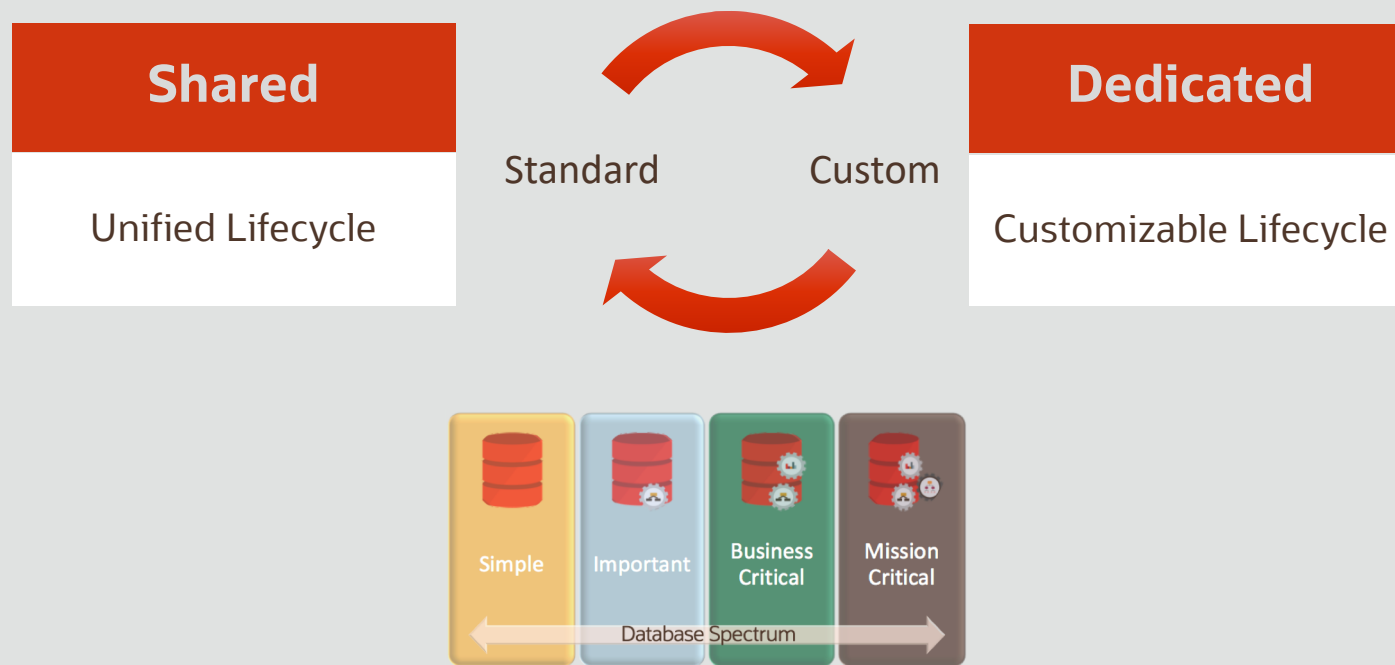 Shared
Unified Lifecycle
Standard
Custom
Dedicated
Customizable Lifecycle
Simple
Important
Business
Critical
Mission
Critical
Database Spectrum